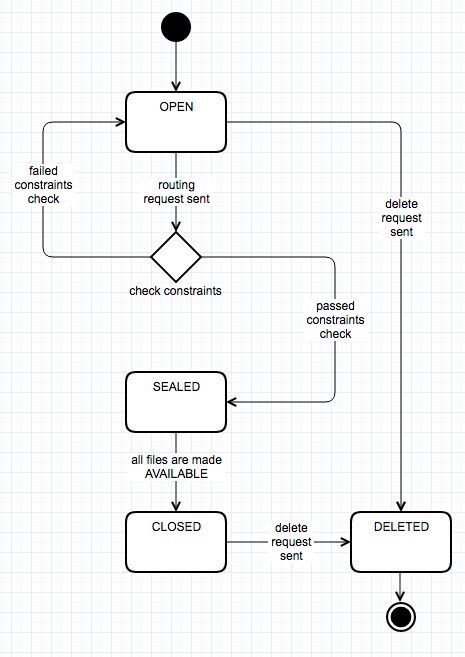 OPEN
failed
constraints
check
routing
request sent
delete
request
sent
check constraints
passed
constraints
check
SEALED
all files are made
AVAILABLE
CLOSED
delete
request
sent
DELETED